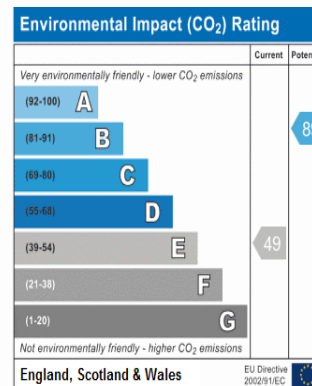 Environmental Impact (CO₂) Rating
Current
Very environmentally friendly - lower CO₂ emissions
(92-100) A
(81-91) B
(69-80) C
(55-68) D
(39-54) E
49
(21-38) F
(1-20) G
Not environmentally friendly - higher CO₂ emissions
England, Scotland & Wales
EU Directive
2002/91/EC